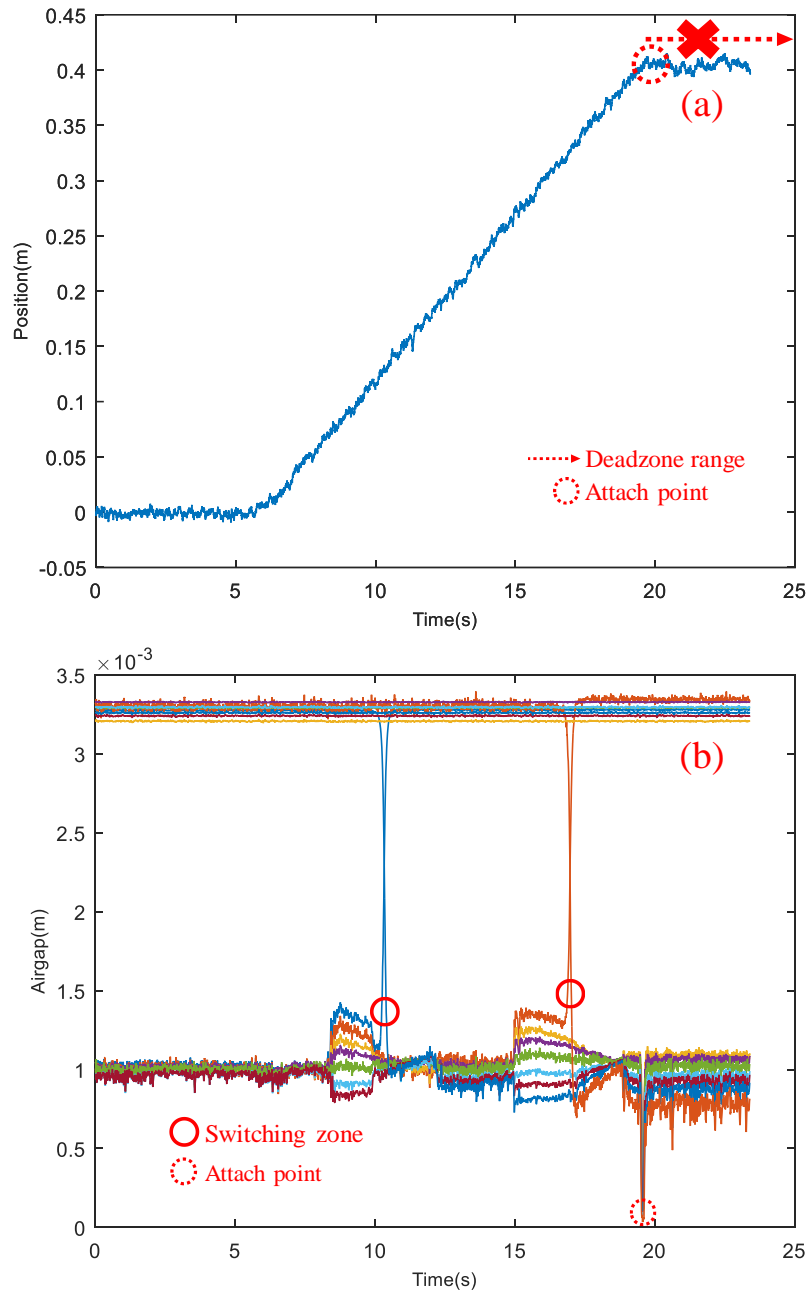 0.45
0.4
0.35
0.3
0.25
0.2
0.15
0.1
0.05
0
-0.05
Position(m)
(a)
Deadzone range
Attach point
0 5 10 15 20 25
Time(s)
×10-3
3.5
3
2.5
2
1.5
1
0.5
0
Airgap(m)
(b)
Switching zone
Attach point
0 5 10 15 20 25
Time(s)